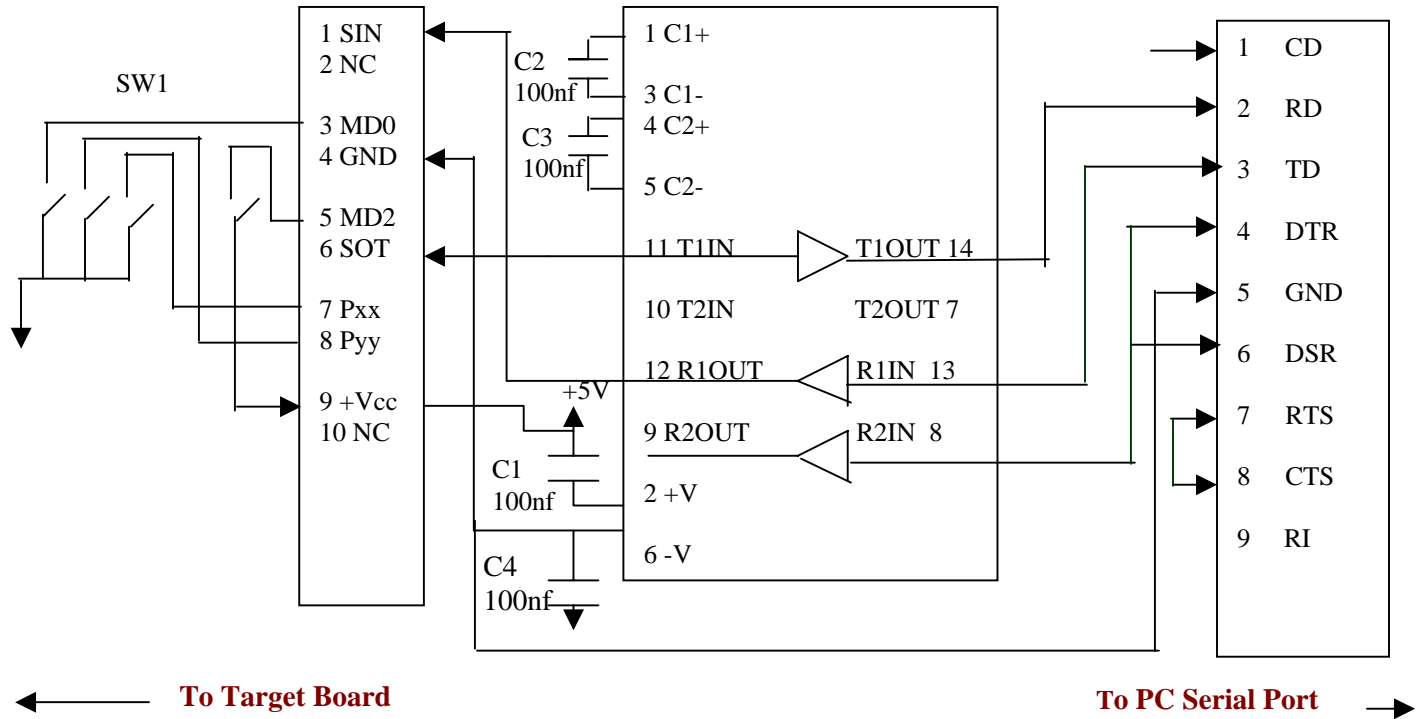 SW1
1 SIN
2 NC
3 MD0
4 GND
5 MD2
6 SOT
7 Pxx
8 Pyy
9 +Vcc
10 NC
C2
100nf
C3
100nf
+5V
C1
100nf
C4
100nf
1 C1+
3 C1-
4 C2+
5 C2-
11 T1IN
T1OUT 14
10 T2IN
T2OUT 7
12 R1OUT
R1IN 13
9 R2OUT
R2IN 8
2 +V
6 -V
1 CD
2 RD
3 TD
4 DTR
5 GND
6 DSR
7 RTS
8 CTS
9 RI
To Target Board
To PC Serial Port